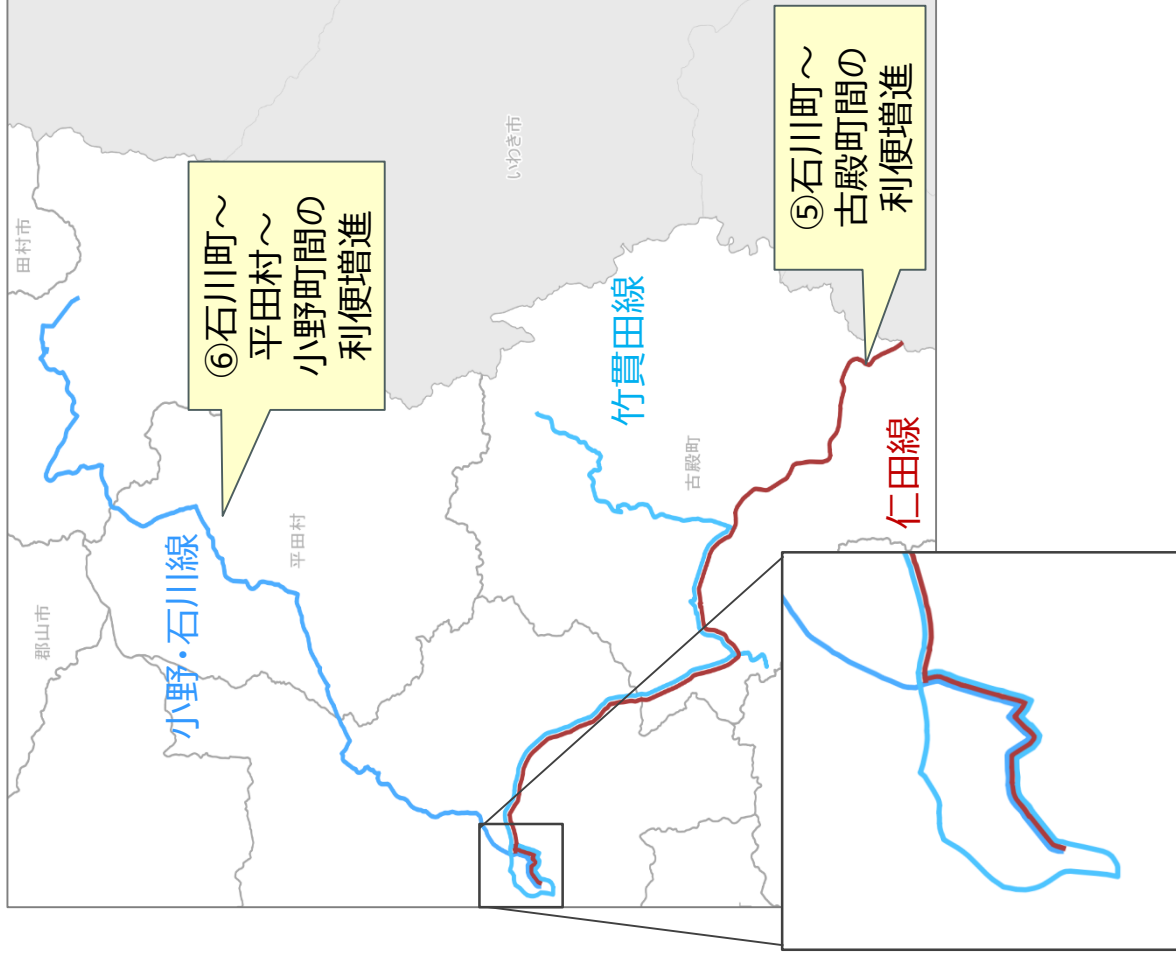 ⑥石川町～
平田村～
小野町間の
利便増進
⑤石川町～
古殿町間の
利便増進
田村市
郡山市
いわき市
平田村
古殿町
小野・石川線
竹貫田線
仁田線